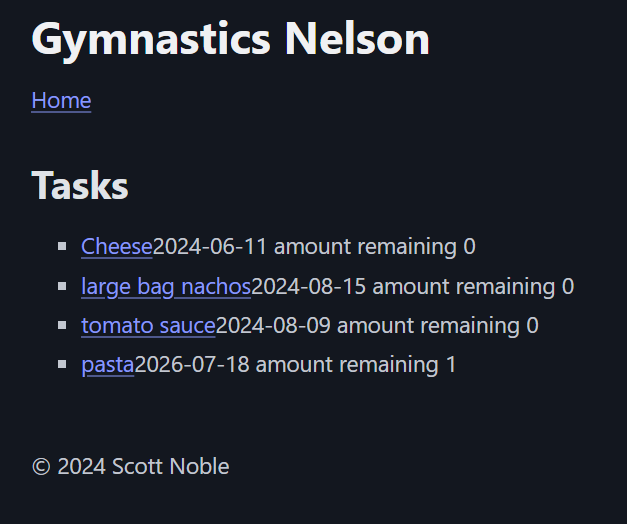 Gymnastics Nelson
Home
Tasks
Cheese2024-06-11 amount remaining 0
large bag nachos2024-08-15 amount remaining 0
tomato sauce2024-08-09 amount remaining 0
pasta2026-07-18 amount remaining 1
© 2024 Scott Noble